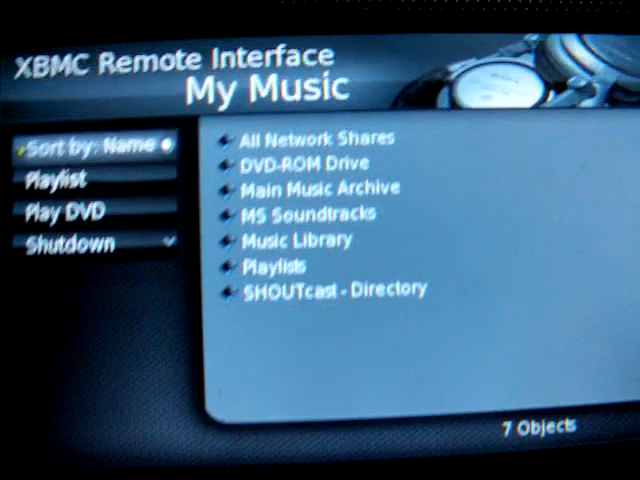 XBMC Remote Interface
My Music
Sort by: Name
Playlist
Play DVD
Shutdown
All Network Shares
DVD-ROM Drive
Main Music Archive
MS Soundtracks
Music Library
Playlists
SHOUTcast - Directory
7 Objects